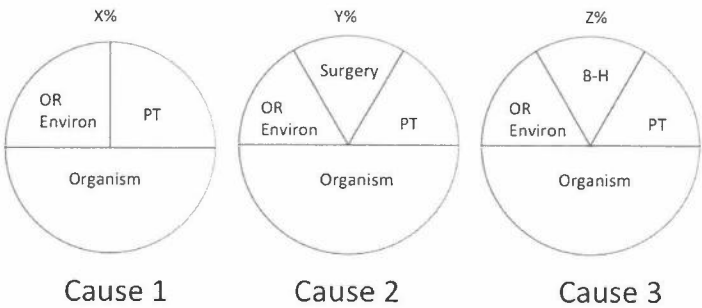 X%
Y%
Z%
OR
Environ
PT
Organism
Surgery
OR
Environ
PT
Organism
B-H
OR
Environ
PT
Organism
Cause 1
Cause 2
Cause 3